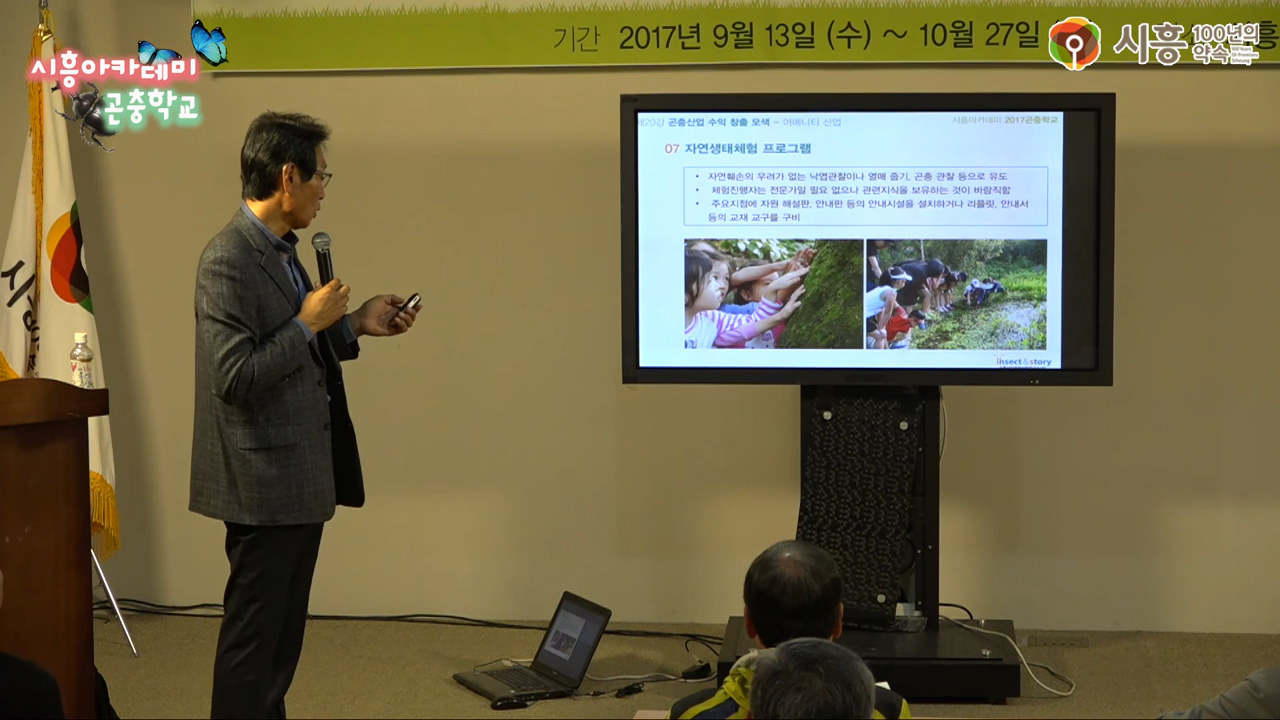 기간 2017년 9월 13일 (수) ~ 10월 27일
시흥아카데미
곤충학교
시흥 100년의 약속
제20강 곤충산업 수익 창출 모색 - 어메니티 산업
시흥아카데미 2017곤충학교
07 자연생태체험 프로그램
• 자연훼손의 우려가 없는 낙엽관찰이나 열매 줍기, 곤충 관찰 등으로 유도
• 체험진행자는 전문가일 필요 없으나 관련지식을 보유하는 것이 바람직함
• 주요지점에 자원 해설판, 안내판 등의 안내시설을 설치하거나 리플릿, 안내서
등의 교재 교구를 구비
insect&story